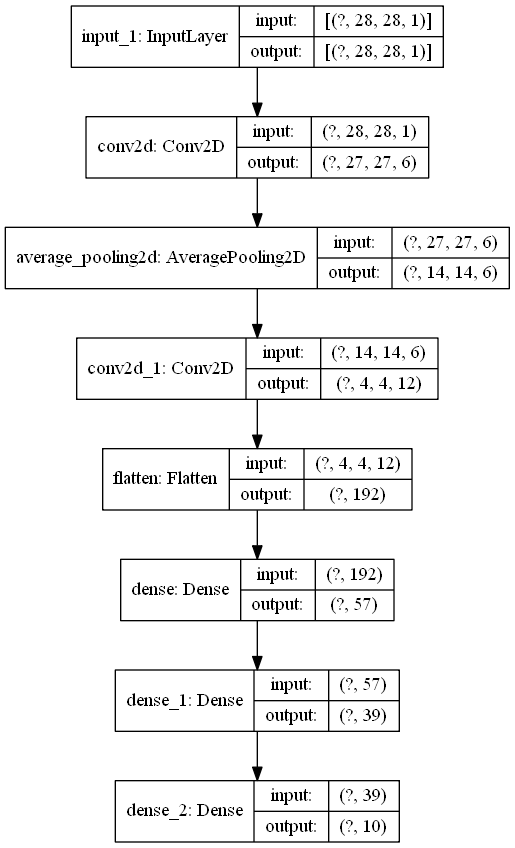 input_1: InputLayer
input: [(?, 28, 28, 1)]
output: [(?, 28, 28, 1)]
conv2d: Conv2D
input: (?, 28, 28, 1)
output: (?, 27, 27, 6)
average_pooling2d: AveragePooling2D
input: (?, 27, 27, 6)
output: (?, 14, 14, 6)
conv2d_1: Conv2D
input: (?, 14, 14, 6)
output: (?, 4, 4, 12)
flatten: Flatten
input: (?, 4, 4, 12)
output: (?, 192)
dense: Dense
input: (?, 192)
output: (?, 57)
dense_1: Dense
input: (?, 57)
output: (?, 39)
dense_2: Dense
input: (?, 39)
output: (?, 10)